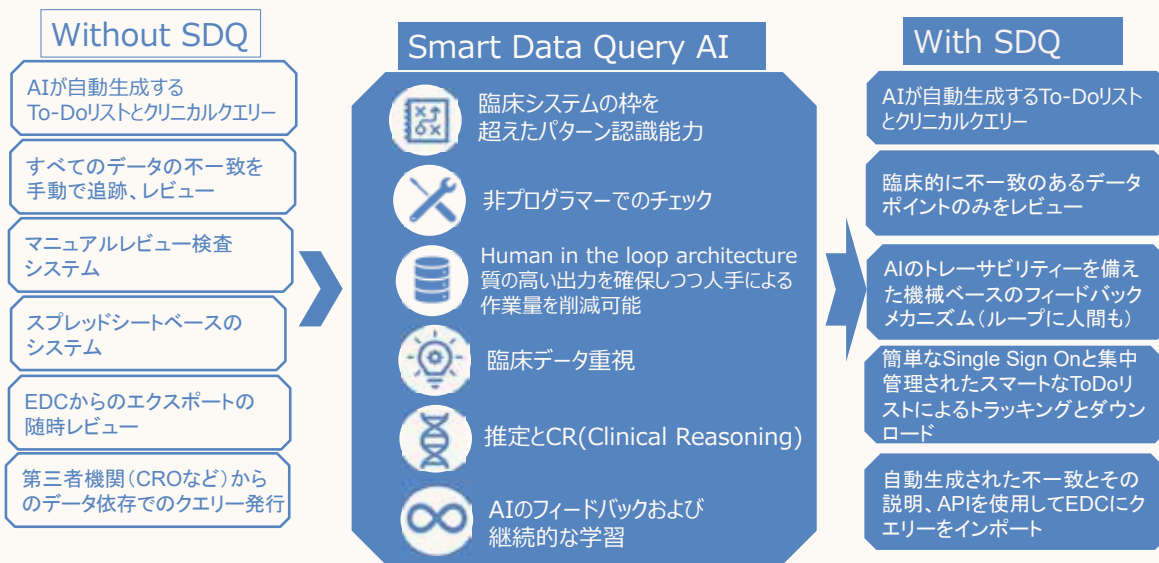 Without SDQ
AIが自動生成する
To-Doリストとクリニカルクエリー
すべてのデータの不一致を
手動で追跡、レビュー
マニュアルレビュー検査
システム
スプレッドシートベースの
システム
EDCからのエクスポートの
随時レビュー
第三者機関（CROなど）から
のデータ依存でのクエリー発行
Smart Data Query AI
臨床システムの枠を
超えたパターン認識能力
非プログラマーでのチェック
Human in the loop architecture
質の高い出力を確保しつつ人手による
作業量を削減可能
臨床データ重視
推定とCR(Clinical Reasoning)
AIのフィードバックおよび
継続的な学習
With SDQ
AIが自動生成するTo-Doリスト
とクリニカルクエリー
臨床的に不一致のあるデータ
ポイントのみをレビュー
AIのトレーサビリティーを備え
た機械ベースのフィードバック
メカニズム（ループに人間も）
簡単なSingle Sign Onと集中
管理されたスマートなToDoリ
ストによるトラッキングとダウン
ロード
自動生成された不一致とその
説明、APIを使用してEDCにク
エリーをインポート